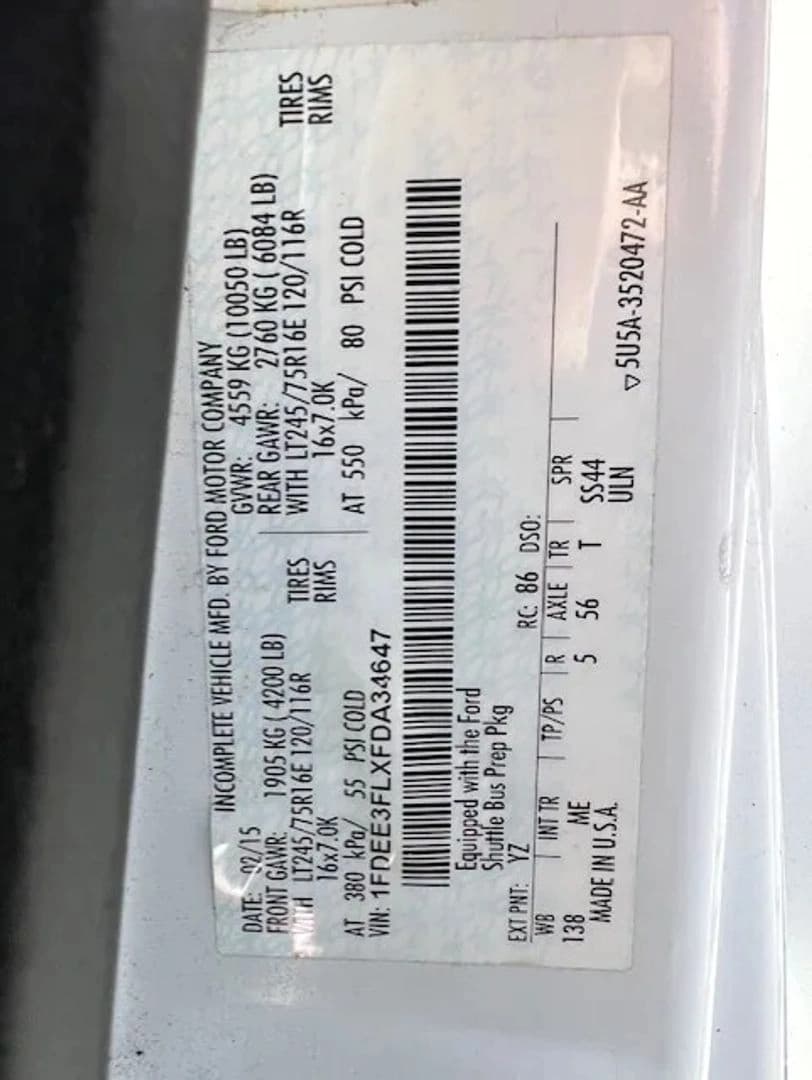 INCOMPLETE VEHICLE MFD. BY FORD MOTOR COMPANY
DATE: 02/15 GVWR: 4559 KG (10050 LB)
FRONT GAWR: 1905 KG ( 4200 LB) REAR GAWR: 2760 KG ( 6084 LB)
WITH LT245/75R16E 120/116R TIRES WITH LT245/75R16E 120/116R TIRES
16x7.0K RIMS 16x7.0K RIMS
AT 380 kPa/ 55 PSI COLD AT 550 kPa/ 80 PSI COLD
VIN: 1FDEE3FLXFDA34647
Equipped with the Ford
Shuttle Bus Prep Pkg
EXT PNT: YZ RC: 86 DSO:
WB INT TR TP/PS R AXLE TR SPR
138 ME 5 56 T SS44
MADE IN U.S.A. ULN
▽ 5U5A-3520472-AA